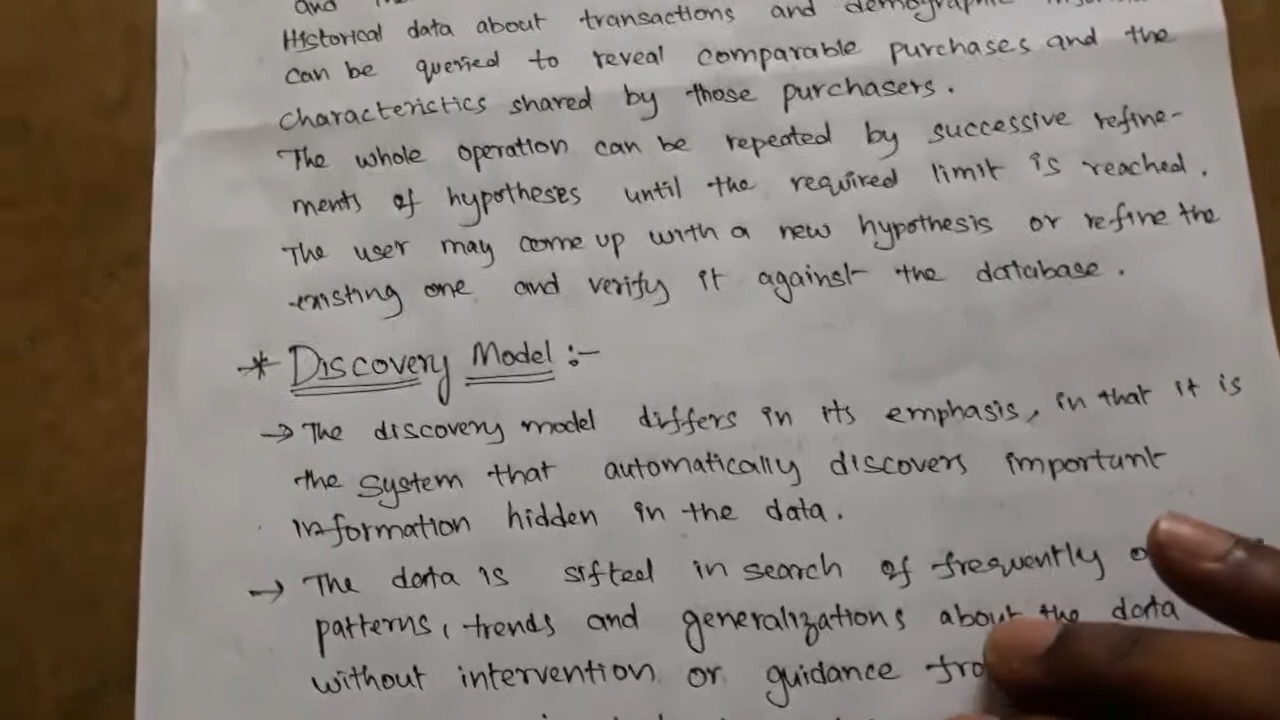 and
Historical data about transactions and demographic
can be queried to reveal comparable purchases and the
characteristics shared by those purchasers.
The whole operation can be repeated by successive refine-
ments of hypotheses until the required limit is reached.
The user may come up with a new hypothesis or refine the
existing one and verify it against the database.
* Discovery Model :-
→ The discovery model differs in its emphasis, in that it is
the system that automatically discovers important
information hidden in the data.
→ The data is sifted in search of frequently
patterns, trends and generalizations about the data
without intervention or guidance